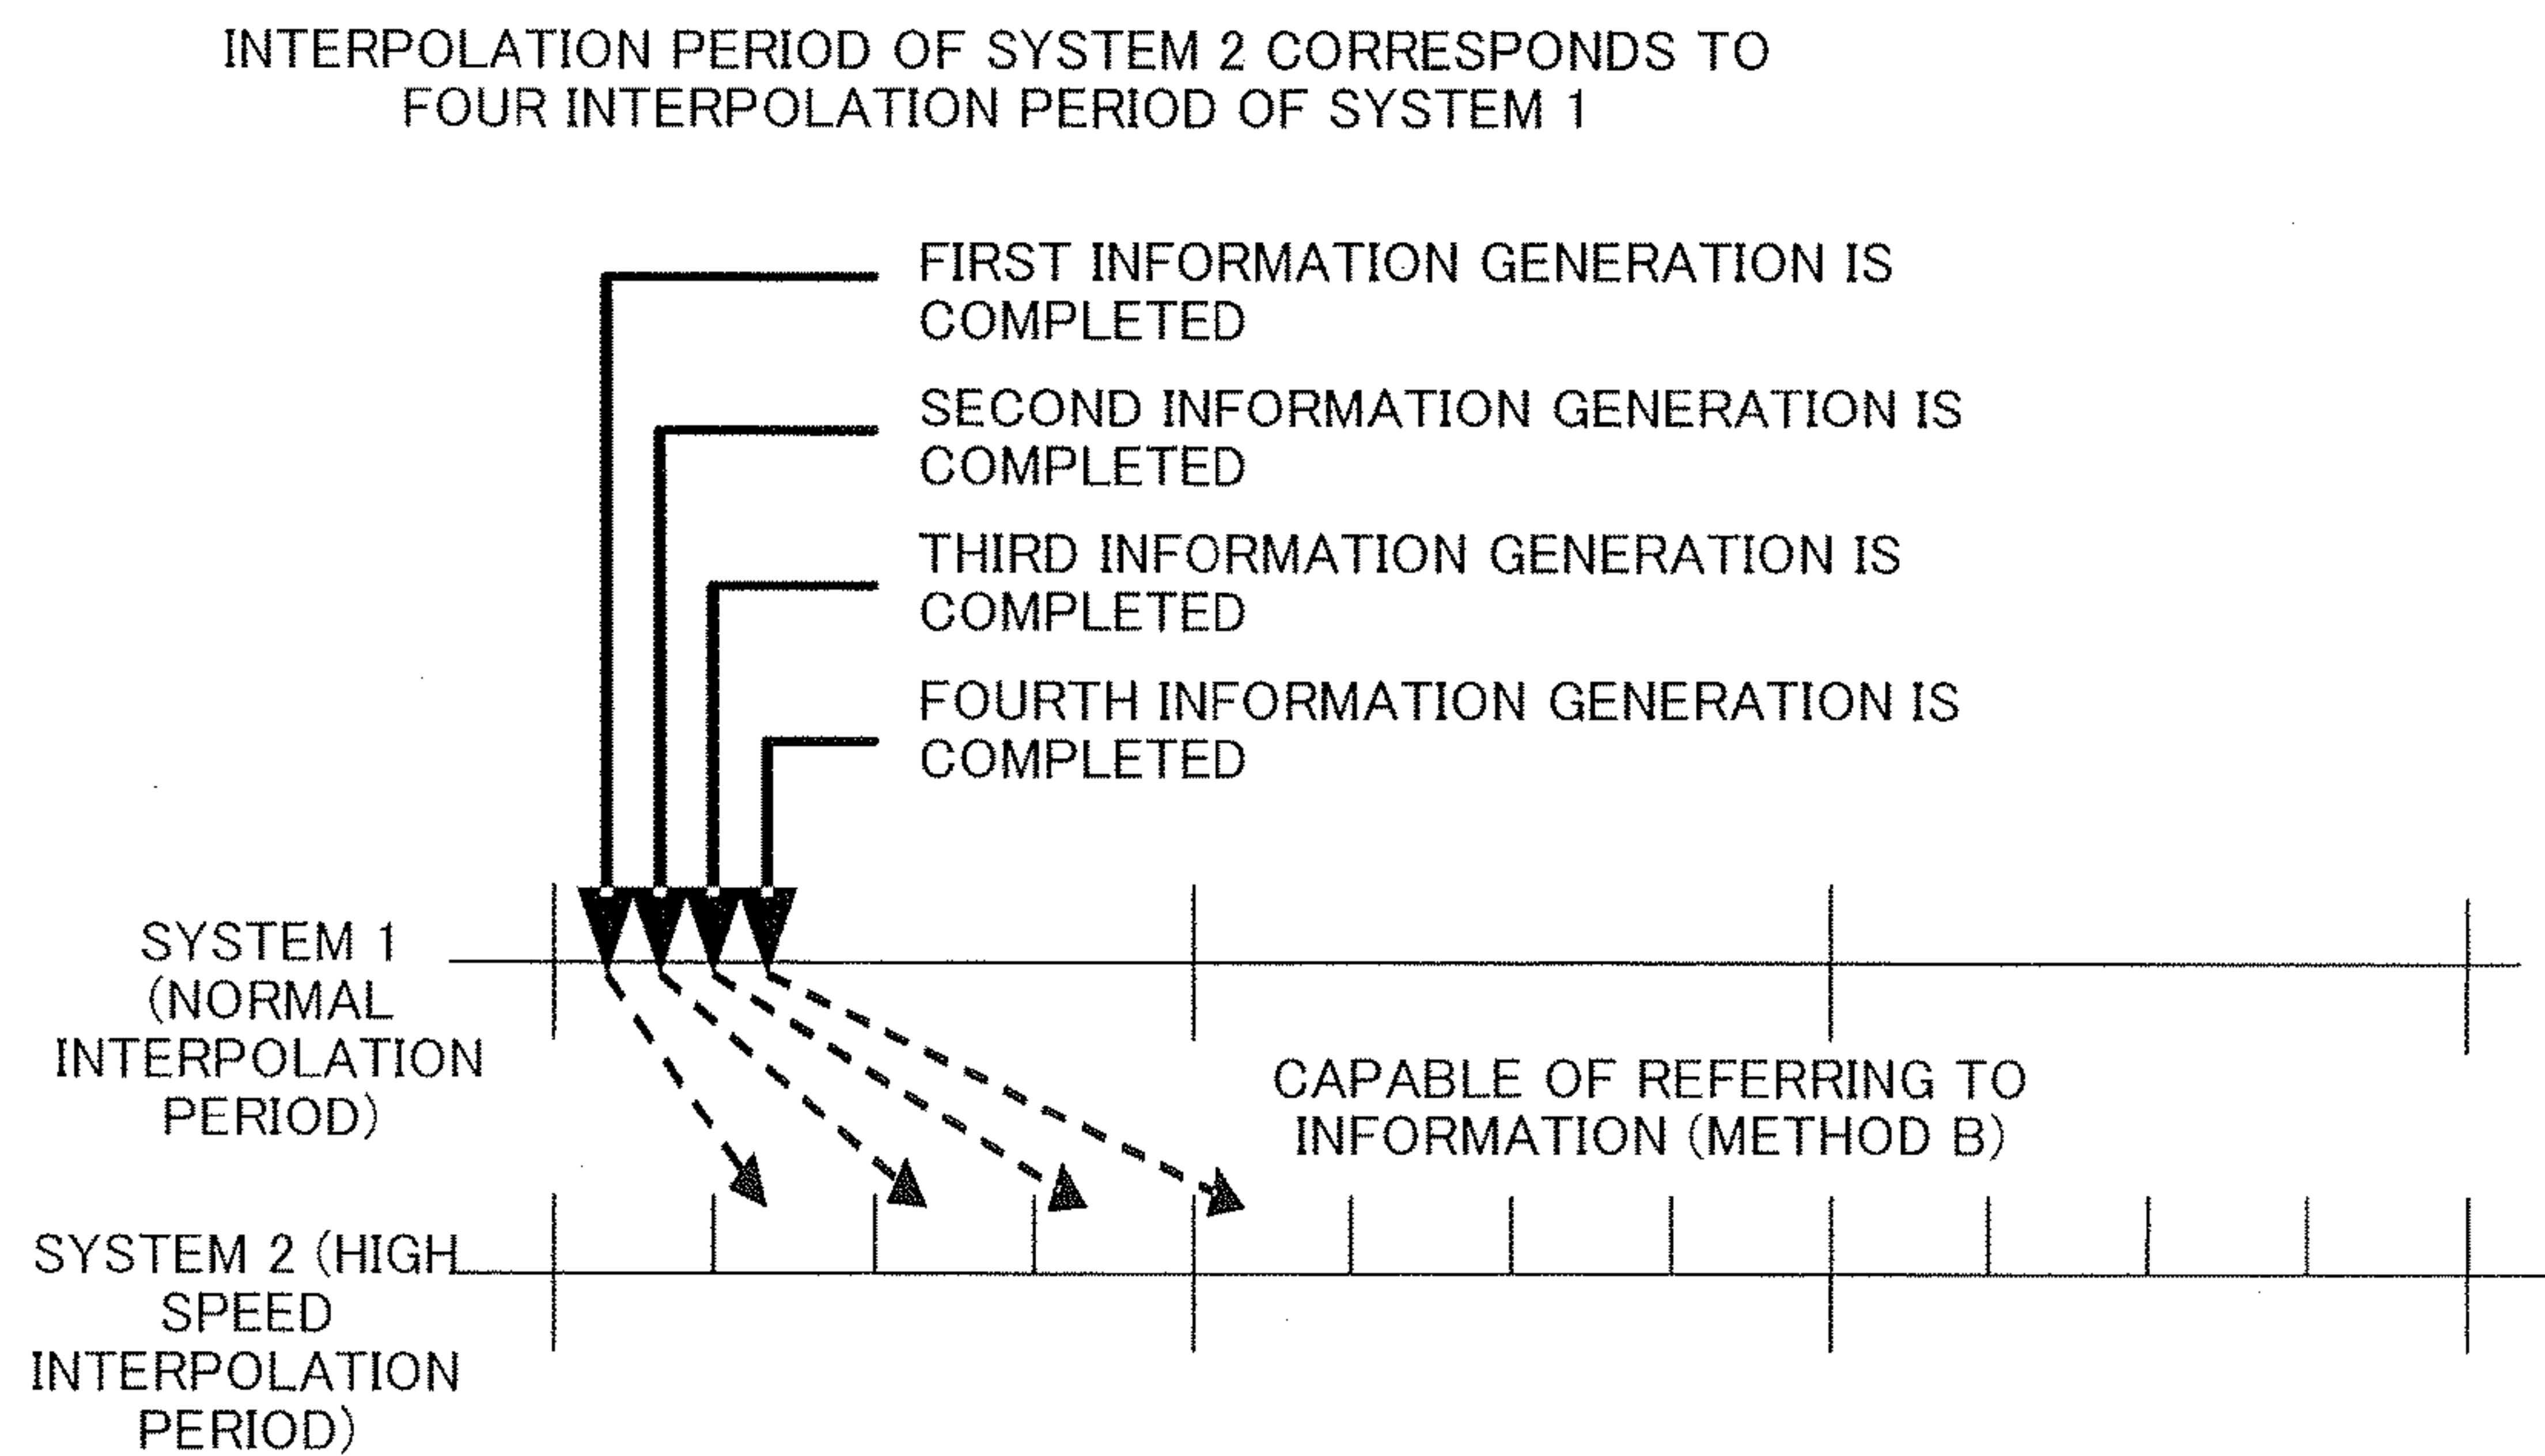 INTERPOLATION PERIOD OF SYSTEM 2 CORRESPONDS TO
FOUR INTERPOLATION PERIOD OF SYSTEM 1
FIRST INFORMATION GENERATION IS
COMPLETED
SECOND INFORMATION GENERATION IS
COMPLETED
THIRD INFORMATION GENERATION IS
COMPLETED
FOURTH INFORMATION GENERATION IS
COMPLETED
SYSTEM 1
(NORMAL
INTERPOLATION
PERIOD)
CAPABLE OF REFERRING TO
INFORMATION (METHOD B)
SYSTEM 2 (HIGH
SPEED
INTERPOLATION
PERIOD)